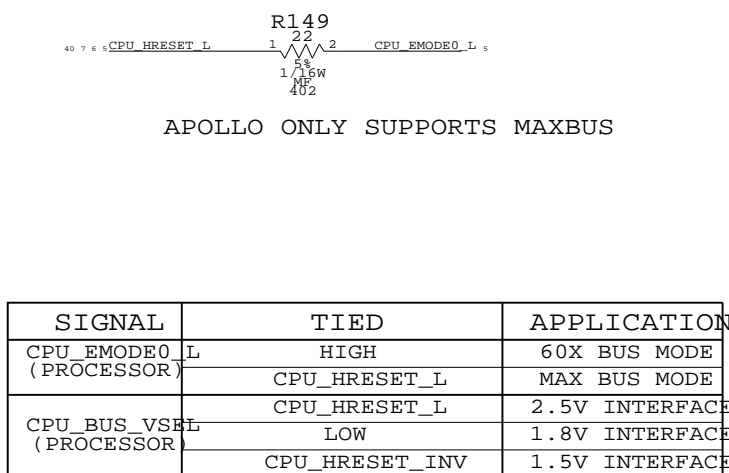 R149
22
40 7 6 5 CPU_HRESET_L 1 2 CPU_EMODE0_L 5
5%
1/16W
MF
402
APOLLO ONLY SUPPORTS MAXBUS
SIGNAL TIED APPLICATION
CPU_EMODE0_L HIGH 60X BUS MODE
(PROCESSOR) CPU_HRESET_L MAX BUS MODE
CPU_HRESET_L 2.5V INTERFACE
CPU_BUS_VSEL LOW 1.8V INTERFACE
(PROCESSOR) CPU_HRESET_INV 1.5V INTERFACE